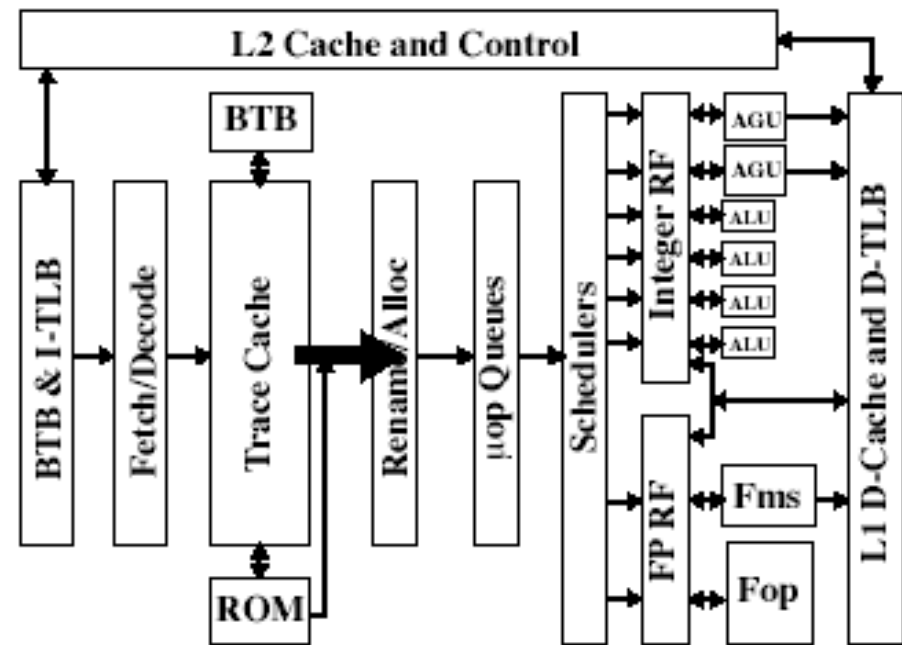 L2 Cache and Control
BTB
BTB & I-TLB
Fetch/Decode
Trace Cache
ROM
Rename/Alloc
µop Queues
Schedulers
Integer RF
FP RF
AGU
AGU
ALU
ALU
ALU
ALU
Fms
Fop
L1 D-Cache and D-TLB